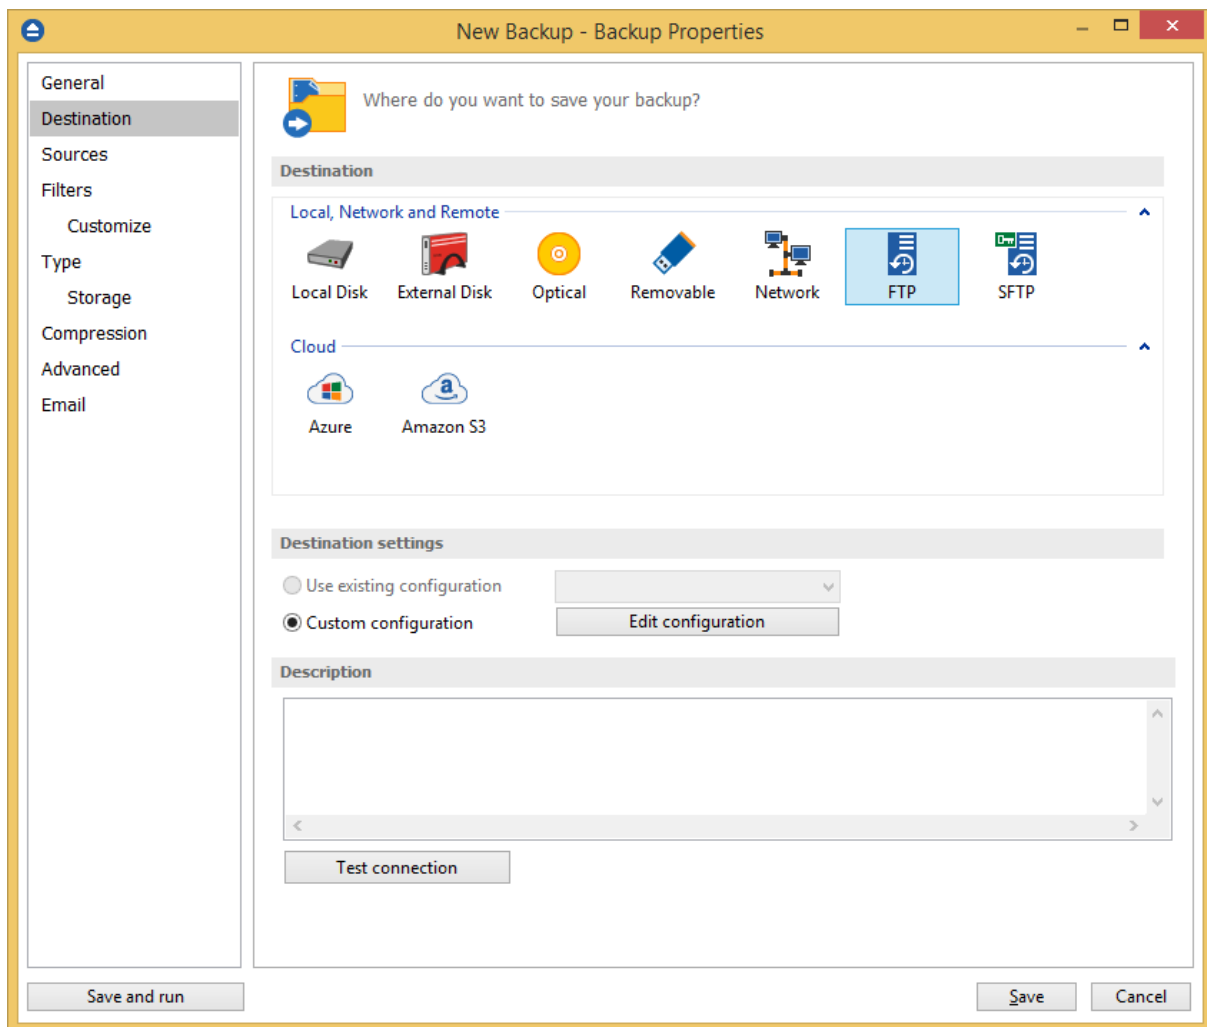 New Backup - Backup Properties
General
Destination
Sources
Filters
Customize
Type
Storage
Compression
Advanced
Email
Where do you want to save your backup?
Destination
Local, Network and Remote
Local Disk External Disk Optical Removable Network FTP SFTP
Cloud
Azure Amazon S3
Destination settings
Use existing configuration
Custom configuration Edit configuration
Description
Test connection
Save and run Save Cancel